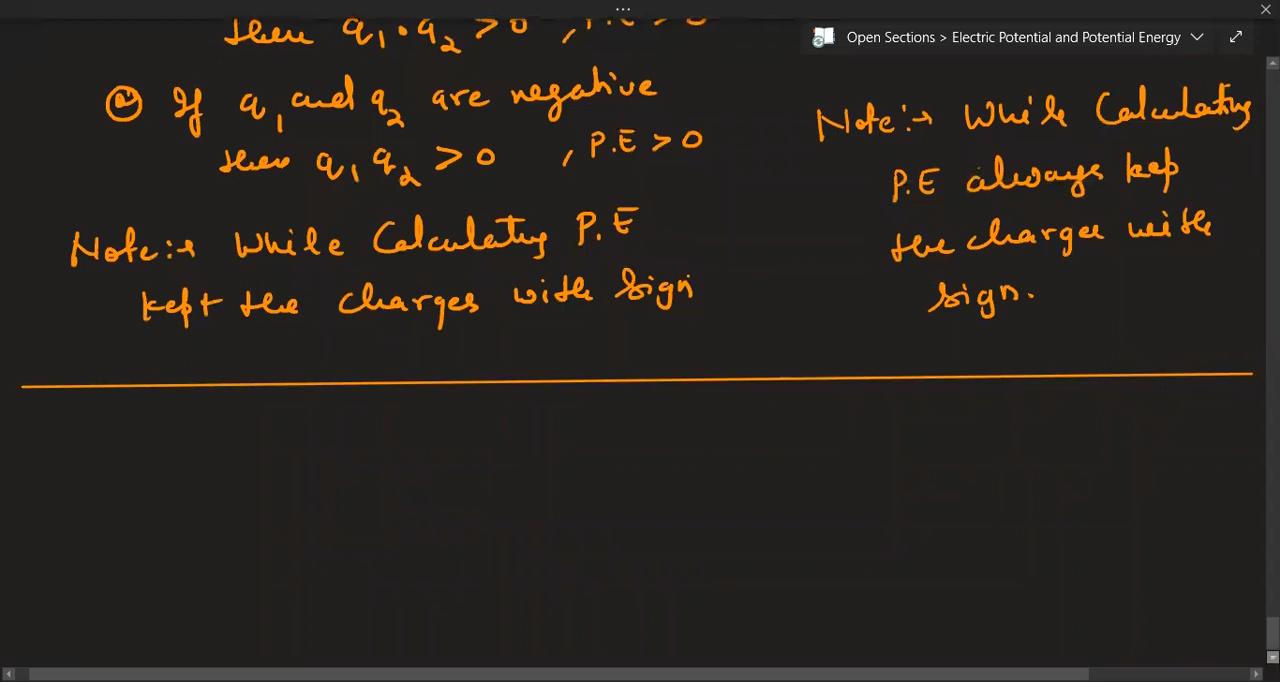 then q1 . q2 > 0 , P.E > 0
Open Sections > Electric Potential and Potential Energy
If q1 and q2 are negative
then q1 q2 > 0 , P.E > 0
Note:→ While Calculating P.E
kept the charges with sign
Note:→ While Calculating
P.E always kep
the charges with
sign.